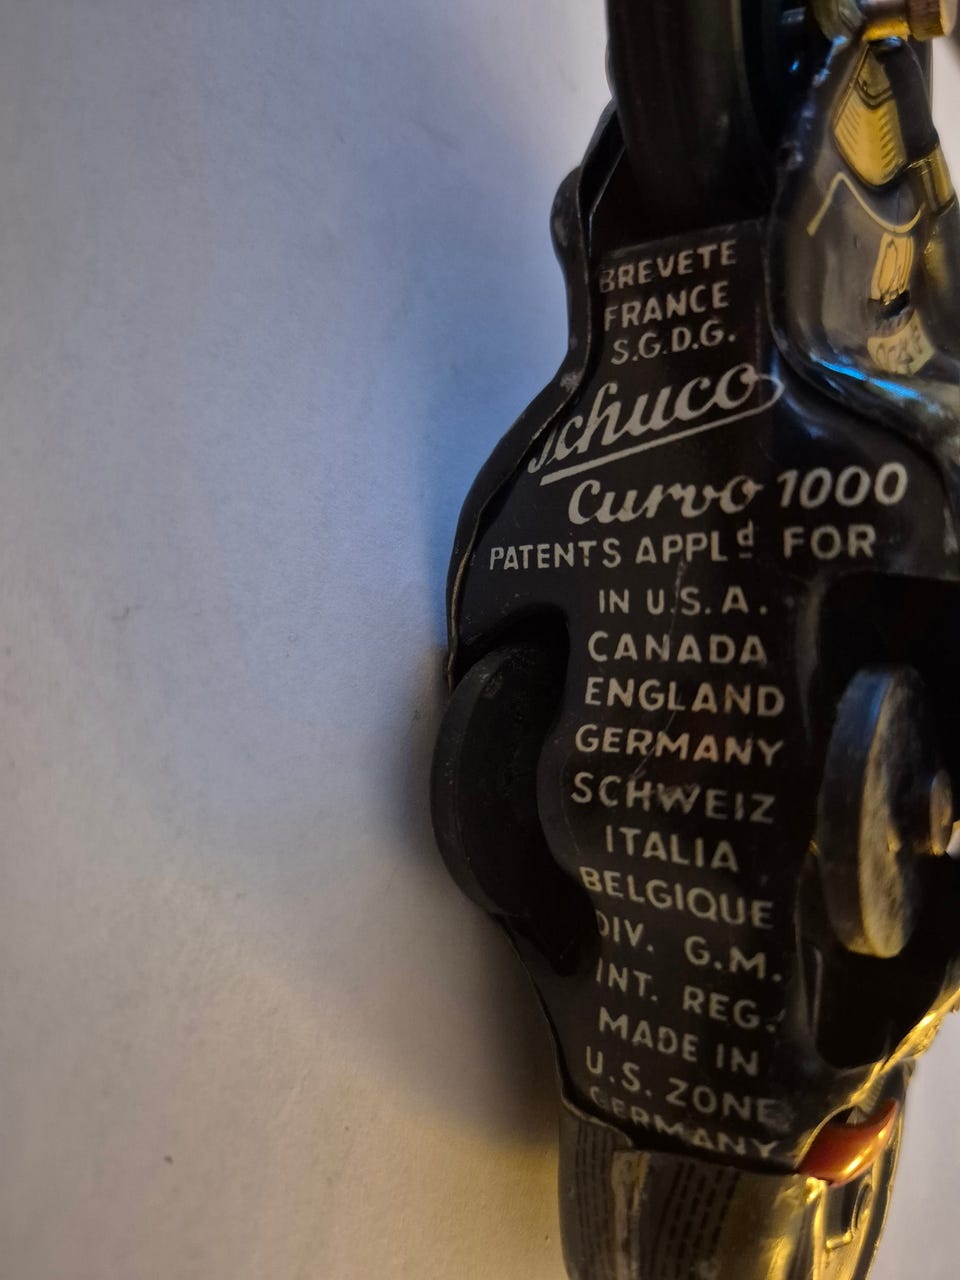 BREVETE
FRANCE
S.G.D.G.
Schuco
Curvo 1000
PATENTS APPLd FOR
IN U.S.A.
CANADA
ENGLAND
GERMANY
SCHWEIZ
ITALIA
BELGIQUE
DIV. G.M.
INT. REG.
MADE IN
U.S. ZONE
GERMANY